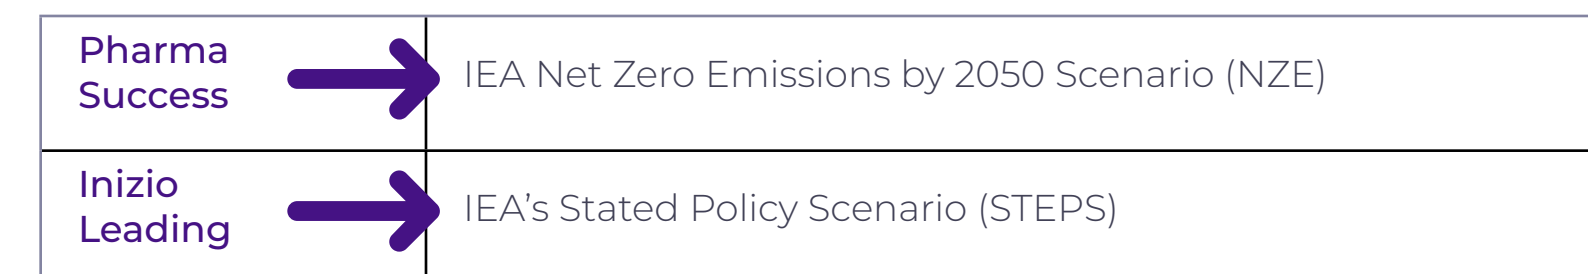 Pharma
Success
IEA Net Zero Emissions by 2050 Scenario (NZE)
Inizio
Leading
IEA’s Stated Policy Scenario (STEPS)